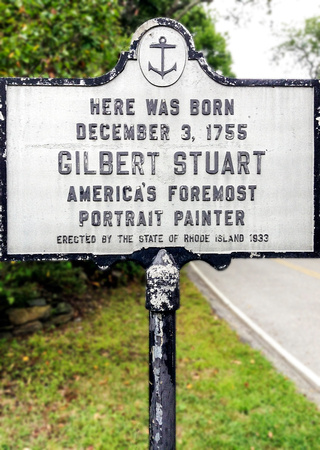 HERE WAS BORN
DECEMBER 3, 1755
GILBERT STUART
AMERICA'S FOREMOST
PORTRAIT PAINTER
ERECTED BY THE STATE OF RHODE ISLAND 1933